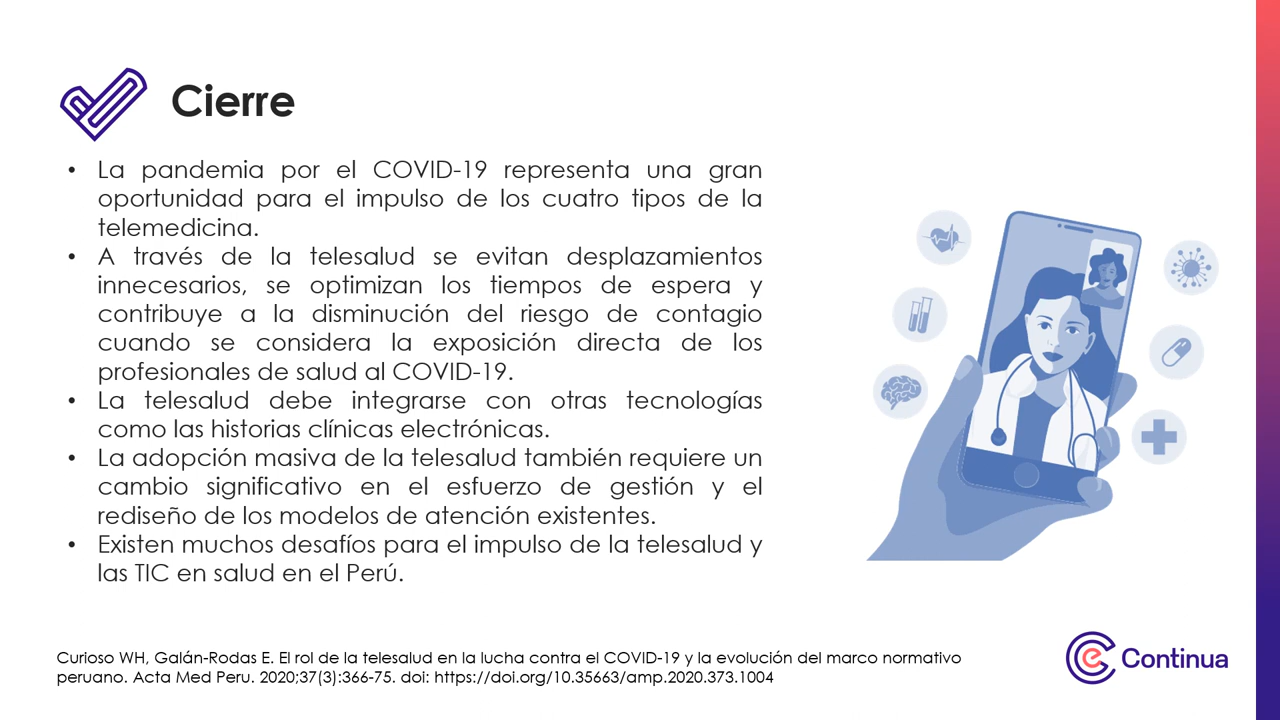 Cierre
• La pandemia por el COVID-19 representa una gran
oportunidad para el impulso de los cuatro tipos de la
telemedicina.
• A través de la telesalud se evitan desplazamientos
innecesarios, se optimizan los tiempos de espera y
contribuye a la disminución del riesgo de contagio
cuando se considera la exposición directa de los
profesionales de salud al COVID-19.
• La telesalud debe integrarse con otras tecnologías
como las historias clínicas electrónicas.
• La adopción masiva de la telesalud también requiere un
cambio significativo en el esfuerzo de gestión y el
rediseño de los modelos de atención existentes.
• Existen muchos desafíos para el impulso de la telesalud y
las TIC en salud en el Perú.
Curioso WH, Galán-Rodas E. El rol de la telesalud en la lucha contra el COVID-19 y la evolución del marco normativo
peruano. Acta Med Peru. 2020;37(3):366-75. doi: https://doi.org/10.35663/amp.2020.373.1004
Continua